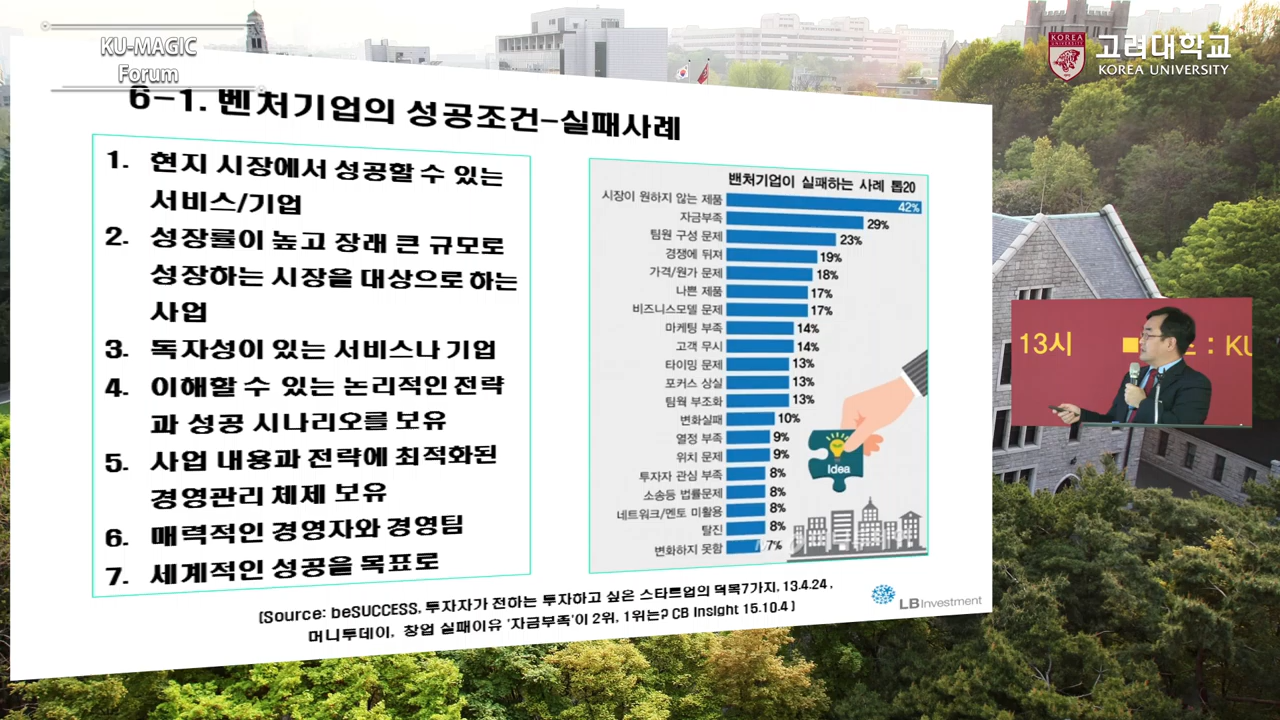 KU-MAGIC
Forum
KOREA
고려대학교
KOREA UNIVERSITY
6-1. 벤처기업의 성공조건-실패사례
1. 현지 시장에서 성공할 수 있는
서비스/기업
2. 성장률이 높고 장래 큰 규모로
성장하는 시장을 대상으로 하는
사업
3. 독자성이 있는 서비스나 기업
4. 이해할 수 있는 논리적인 전략
과 성공 시나리오를 보유
5. 사업 내용과 전략에 최적화된
경영관리 체제 보유
6. 매력적인 경영자와 경영팀
7. 세계적인 성공을 목표로
밴처기업이 실패하는 사례 톱20
시장이 원하지 않는 제품 42%
자금부족 29%
팀원 구성 문제 23%
경쟁에 뒤져 19%
가격/원가 문제 18%
나쁜 제품 17%
비즈니스모델 문제 17%
마케팅 부족 14%
고객 무시 14%
타이밍 문제 13%
포커스 상실 13%
팀웍 부조화 13%
변화실패 10%
열정 부족 9%
위치 문제 9%
투자자 관심 부족 8%
소송등 법률문제 8%
네트워크/멘토 미활용 8%
탈진 8%
변화하지 못함 7%
Idea
(Source: beSUCCESS, 투자자가 전하는 투자하고 싶은 스타트업의 덕목7가지, 13.4.24 ,
머니투데이, 창업 실패이유 '자금부족'이 2위, 1위는? CB Insight 15.10.4 )
LB Investment
13시
■ : KU